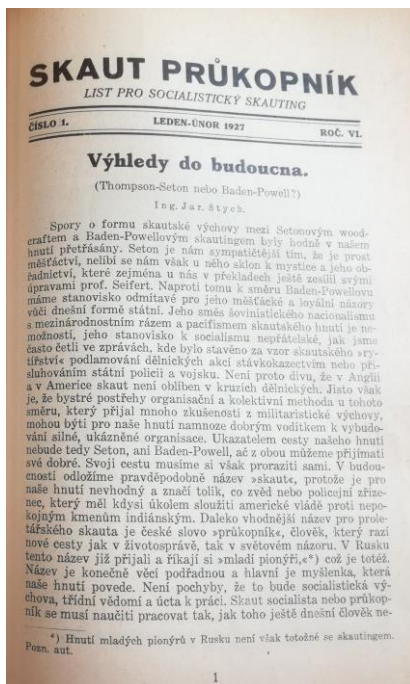 SKAUT PRŮKOPNÍK
LIST PRO SOCIALISTICKÝ SKAUTING
ČÍSLO 1.
LEDEN-ÚNOR 1927
ROČ. VI.
Výhledy do budoucna.
(Thompson-Seton nebo Baden-Powell?)
Ing. Jar. Štych.
Spory o formu skautské výchovy mezi Setonovým wood-
craftem a Baden-Powellovým skautingem byly hodně v našem
hnutí přetřásány. Seton je nám sympatičtější tím, že je prost
měšťáctví, nelíbí se nám však u něho sklon k mystice a jeho ob-
řadnictví, které zejména u nás v překladech ještě zesílil svými
úpravami prof. Seifert. Naproti tomu k směru Baden-Powellovu
máme stanovisko odmítavé pro jeho měšťácké a loyální názory
vůči dnešní formě státní. Jeho směs šovinistického nacionalismu
s mezinárodnostním rázem a pacifismem skautského hnutí je ne-
možností, jeho stanovisko k socialismu nepřátelské, jak jsme
často četli ve zprávách, kde bylo stavěno za vzor skautského »ry-
tířství« podlamování dělnických akcí stávkokazectvím nebo při-
sluhováním státní policii a vojsku. Není proto divu, že v Anglii
a v Americe skaut není oblíben v kruzích dělnických. Jisto však
je, že bystré postřehy organisační a kolektivní methoda u tohoto
směru, který přijal mnoho zkušeností z militaristické výchovy,
mohou býti pro naše hnutí namnoze dobrým vodítkem k vybudo-
vání silné, ukázněné organisace. Ukazatelem cesty našeho hnutí
nebude tedy Seton, ani Baden-Powell, ač z obou můžeme přijímati
své dobré. Svoji cestu musíme si však proraziti sami. V budou-
cnosti odložíme pravděpodobně název »skaut«, protože je pro
naše hnutí nevhodný a značí tolik, co zvěd nebo policejní zříze-
nec, který měl kdysi úkolem sloužiti americké vládě proti nepo-
kojným kmenům indiánským. Daleko vhodnější název pro prole-
tářského skauta je české slovo »průkopník«, člověk, který razí
nové cesty jak v životosprávě, tak v světovém názoru. V Rusku
tento název již přijali a říkají si »mladí pionýři,«*) což je totéž.
Název je konečně věcí podřadnou a hlavní je myšlenka, která
naše hnutí povede. Není pochyby, že to bude socialistická vý-
chova, třídní vědomí a úcta k práci. Skaut socialista nebo průkop-
ník se musí naučiti pracovat tak, jak toho ještě dnešní člověk ne-
*) Hnutí mladých pionýrů v Rusku není však totožné se skautingem.
Pozn. aut.
1